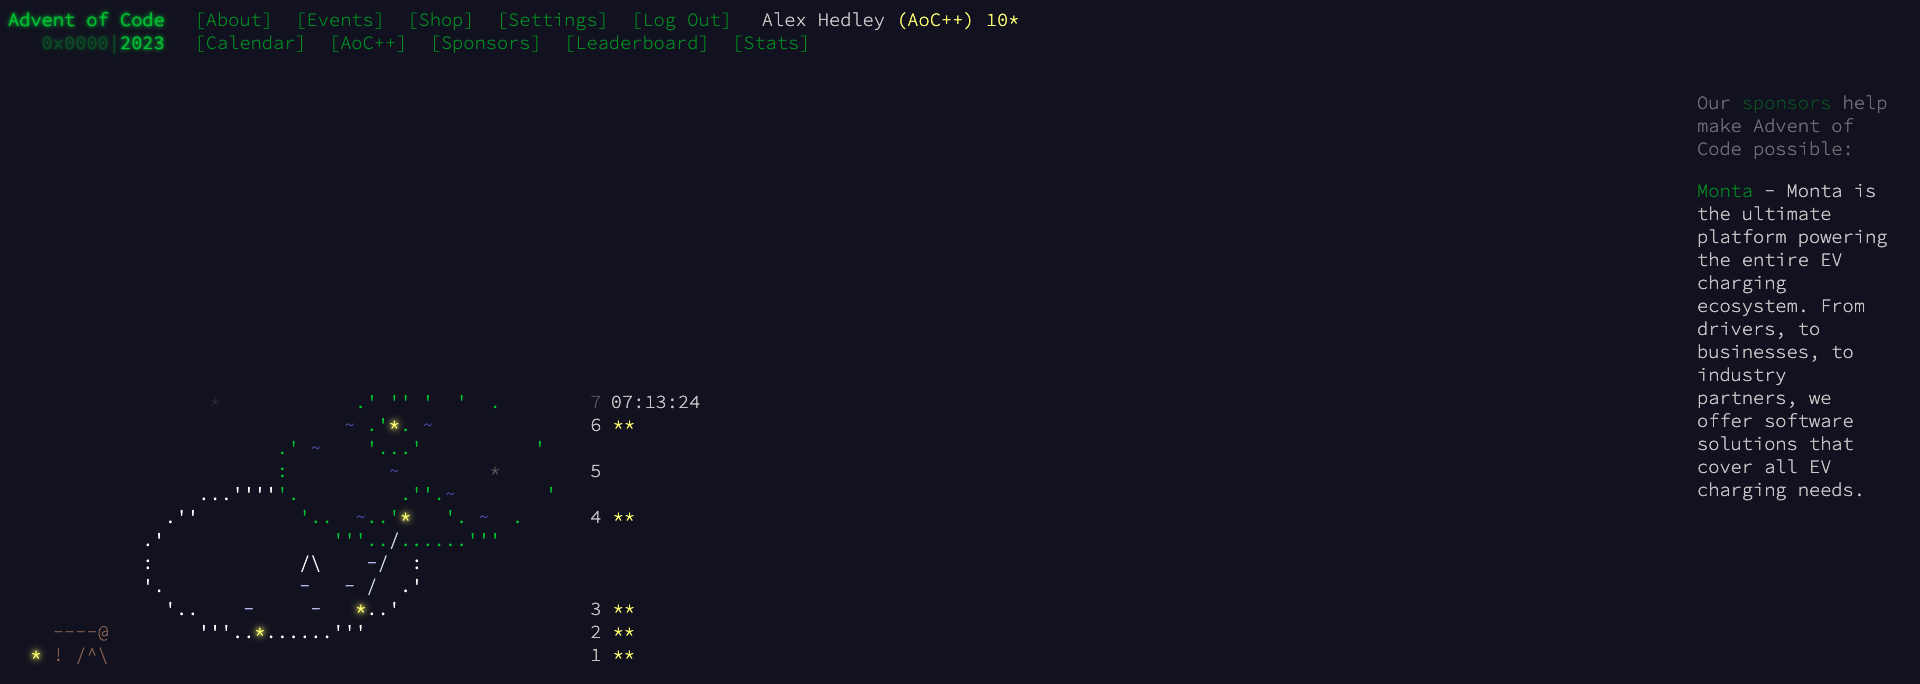 Advent of Code [About] [Events] [Shop] [Settings] [Log Out] Alex Hedley (AoC++) 10*
0x0000|2023 [Calendar] [AoC++] [Sponsors] [Leaderboard] [Stats]
Our sponsors help
make Advent of
Code possible:
Monta - Monta is
the ultimate
platform powering
the entire EV
charging
ecosystem. From
drivers, to
businesses, to
industry
partners, we
offer software
solutions that
cover all EV
charging needs.
7 07:13:24
6 **
5
4 **
3 **
2 **
1 **